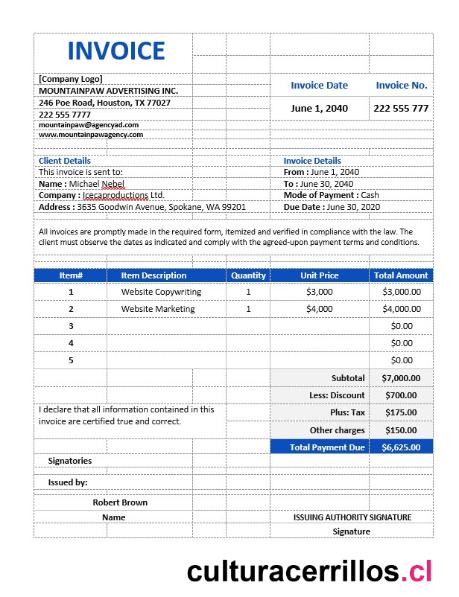 INVOICE
[Company Logo]
MOUNTAINPAW ADVERTISING INC.
Invoice Date Invoice No.
246 Poe Road, Houston, TX 77027
June 1, 2040 222 555 777
222 555 7777
mountainpaw@agencyad.com
www.mountainpawagency.com
Client Details Invoice Details
This invoice is sent to: From : June 1, 2040
Name : Michael Nebel To : June 30, 2040
Company : Icecaproductions Ltd. Mode of Payment : Cash
Address : 3635 Goodwin Avenue, Spokane, WA 99201 Due Date : June 30, 2020
All invoices are promptly made in the required form, itemized and verified in compliance with the law. The
client must observe the dates as indicated and comply with the agreed-upon payment terms and conditions.
Item# Item Description Quantity Unit Price Total Amount
1 Website Copywriting 1 $3,000 $3,000.00
2 Website Marketing 1 $4,000 $4,000.00
3 $0.00
4 $0.00
5 $0.00
Subtotal $7,000.00
Less: Discount $700.00
I declare that all information contained in this
Plus: Tax $175.00
invoice are certified true and correct.
Other charges $150.00
Total Payment Due $6,625.00
Signatories
Issued by:
Robert Brown
Name ISSUING AUTHORITY SIGNATURE
Signature
culturacerrillos.cl